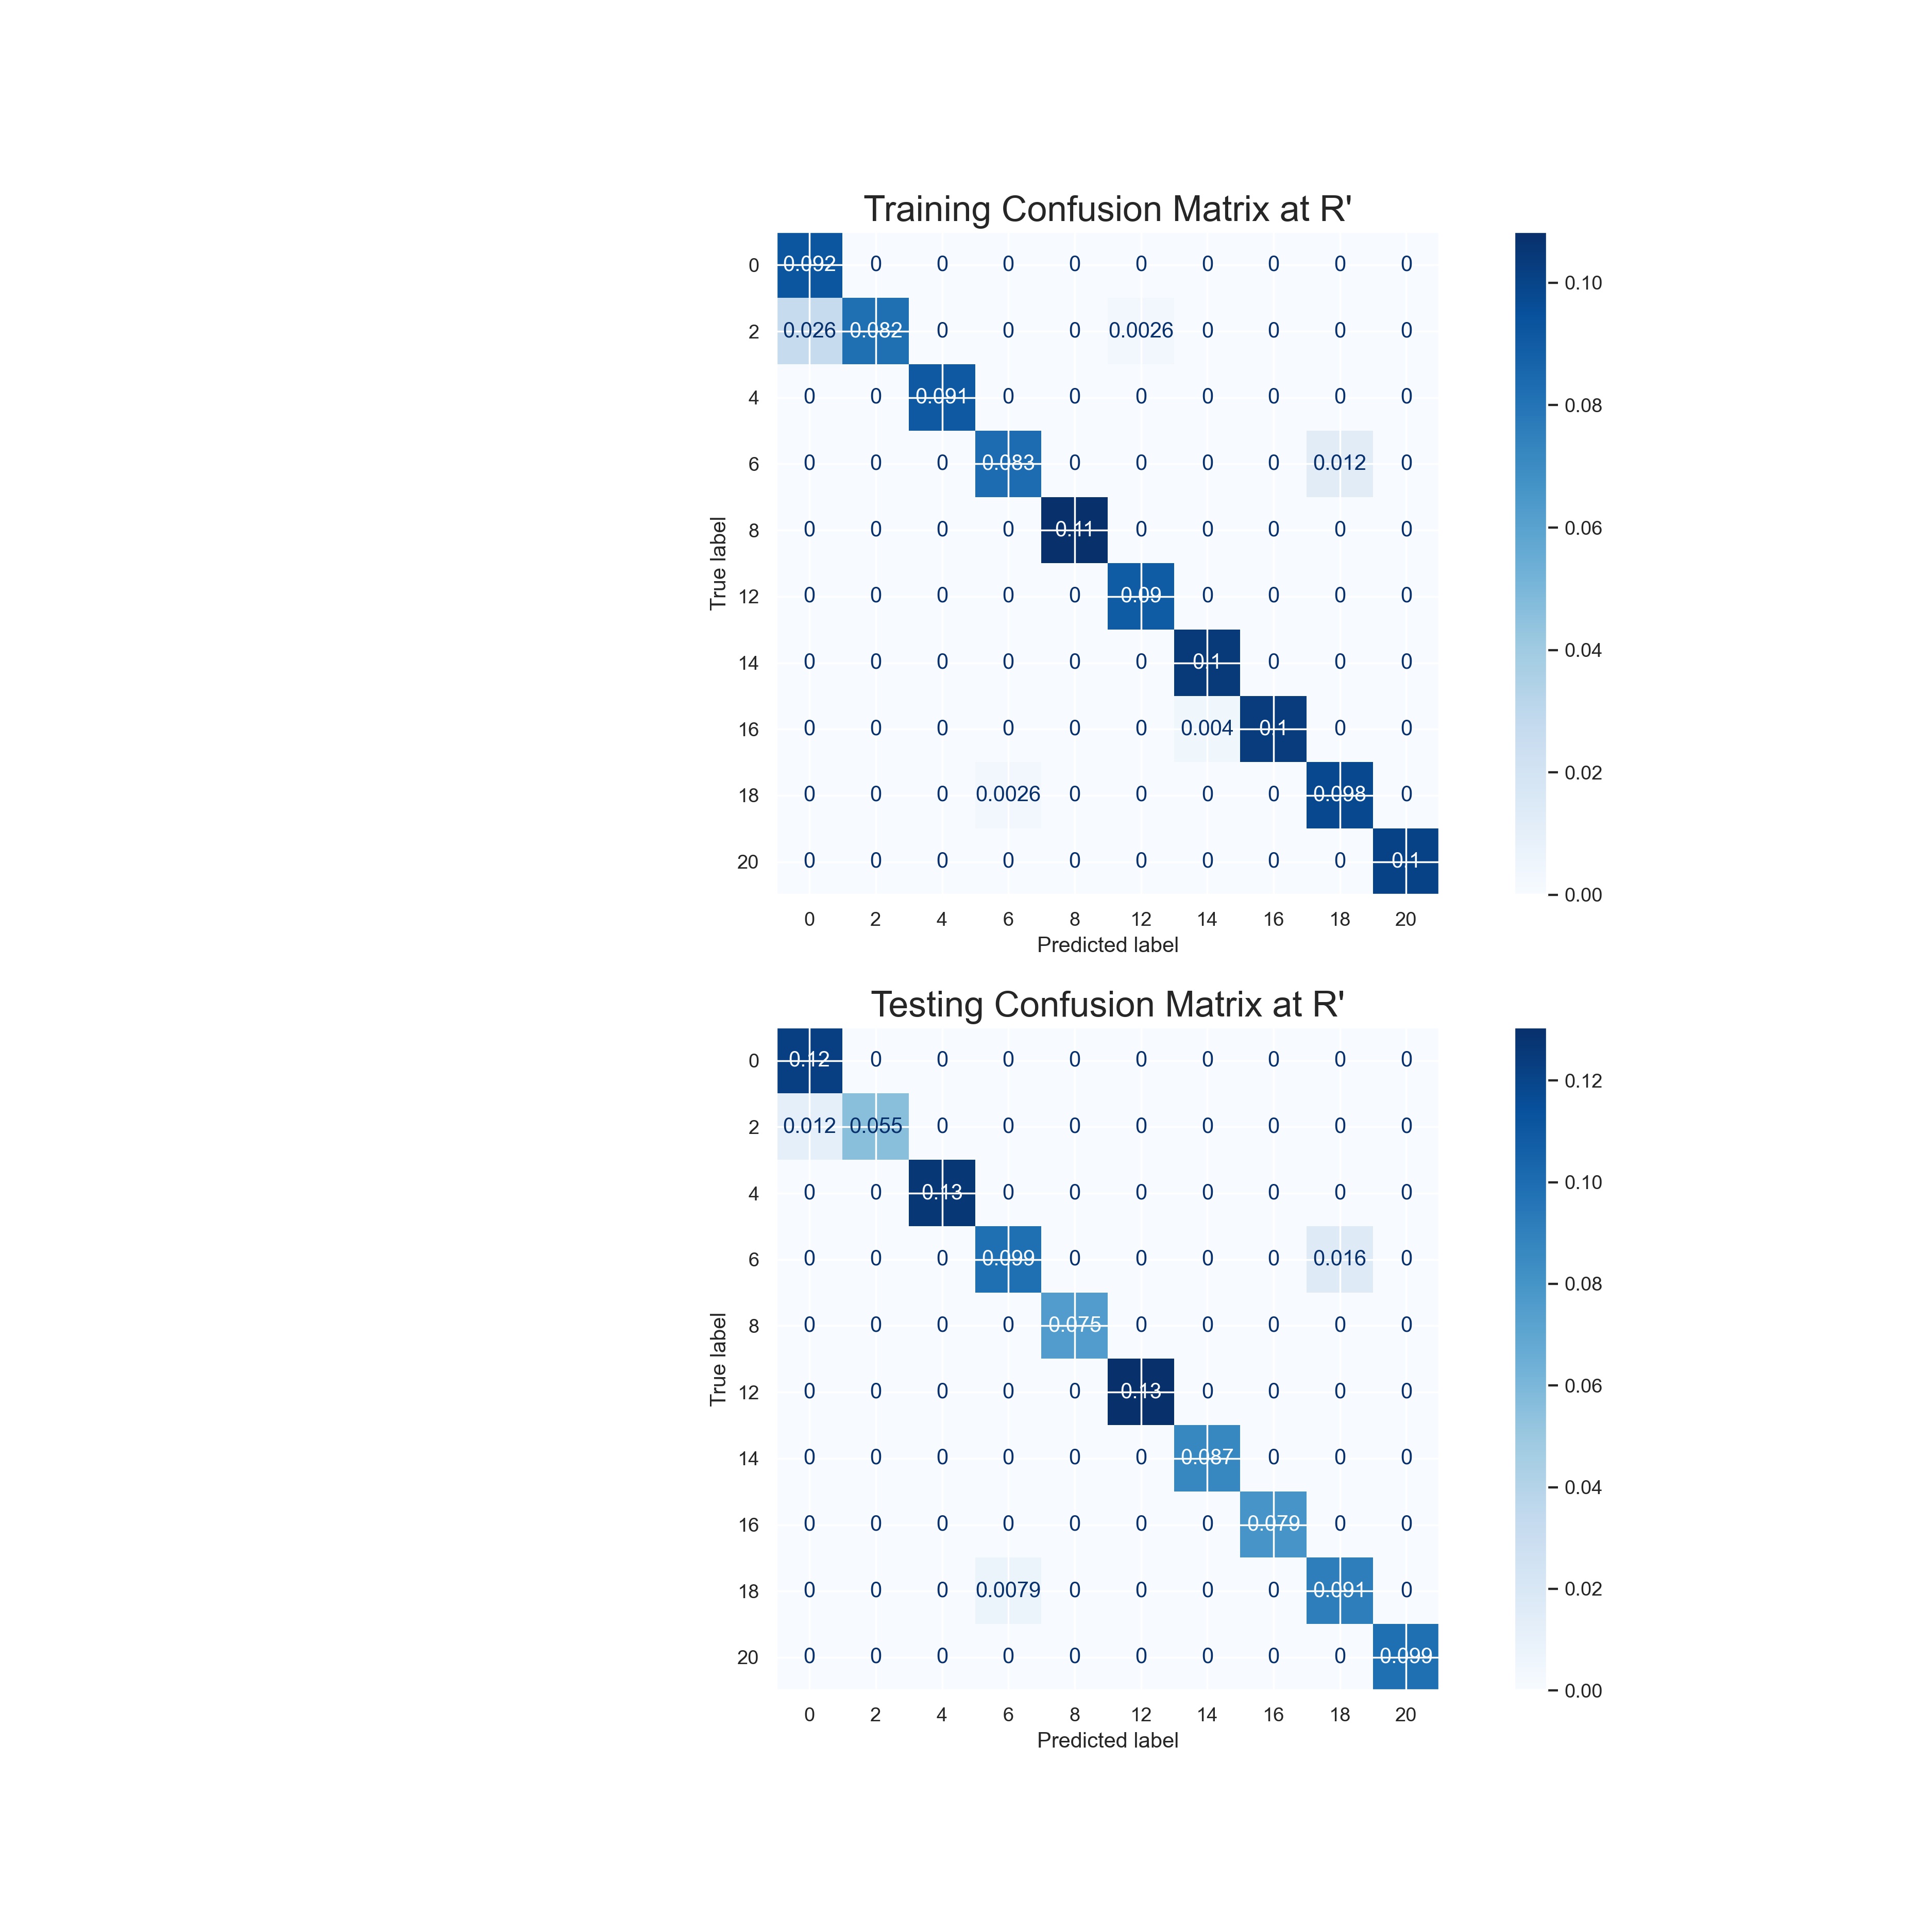 Training Confusion Matrix at R'
0 0.092 0 0 0 0 0 0 0 0 0
2 0.026 0.082 0 0 0 0.0026 0 0 0 0
4 0 0 0.091 0 0 0 0 0 0 0
6 0 0 0 0.083 0 0 0 0 0.012 0
8 0 0 0 0 0.11 0 0 0 0 0
12 0 0 0 0 0 0.09 0 0 0 0
14 0 0 0 0 0 0 0.1 0 0 0
16 0 0 0 0 0 0 0.004 0.1 0 0
18 0 0 0 0.0026 0 0 0 0 0.098 0
20 0 0 0 0 0 0 0 0 0 0.1
True label
0 2 4 6 8 12 14 16 18 20
Predicted label
0.10
0.08
0.06
0.04
0.02
0.00
Testing Confusion Matrix at R'
0 0.12 0 0 0 0 0 0 0 0 0
2 0.012 0.055 0 0 0 0 0 0 0 0
4 0 0 0.13 0 0 0 0 0 0 0
6 0 0 0 0.099 0 0 0 0 0.016 0
8 0 0 0 0 0.075 0 0 0 0 0
12 0 0 0 0 0 0.13 0 0 0 0
14 0 0 0 0 0 0 0.087 0 0 0
16 0 0 0 0 0 0 0 0.079 0 0
18 0 0 0 0.0079 0 0 0 0 0.091 0
20 0 0 0 0 0 0 0 0 0 0.099
True label
0 2 4 6 8 12 14 16 18 20
Predicted label
0.12
0.10
0.08
0.06
0.04
0.02
0.00